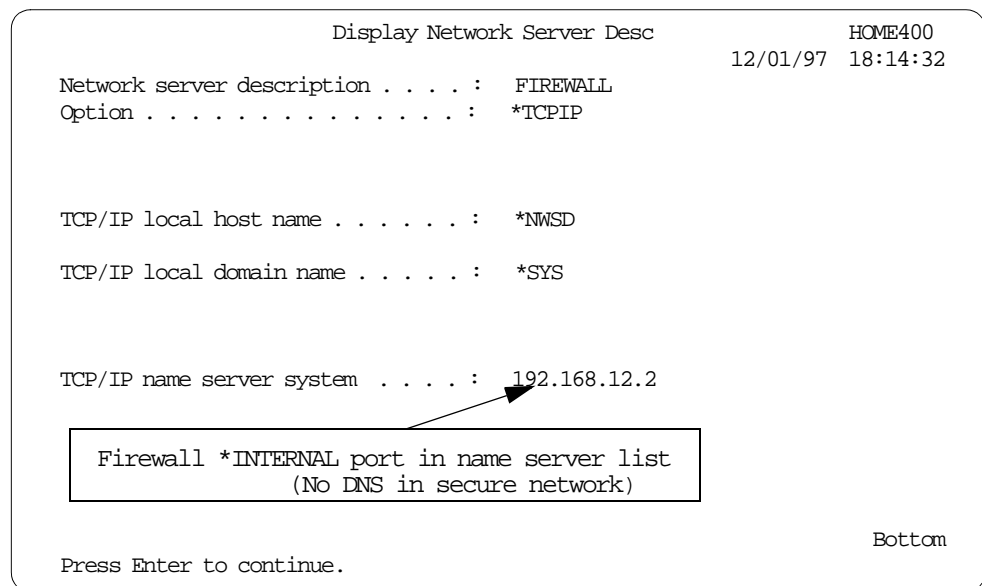 Display Network Server Desc HOME400
12/01/97 18:14:32
Network server description . . . . : FIREWALL
Option . . . . . . . . . . . . . . : *TCPIP
TCP/IP local host name . . . . . . : *NWSD
TCP/IP local domain name . . . . . : *SYS
TCP/IP name server system . . . . : 192.168.12.2
Firewall *INTERNAL port in name server list
(No DNS in secure network)
Bottom
Press Enter to continue.